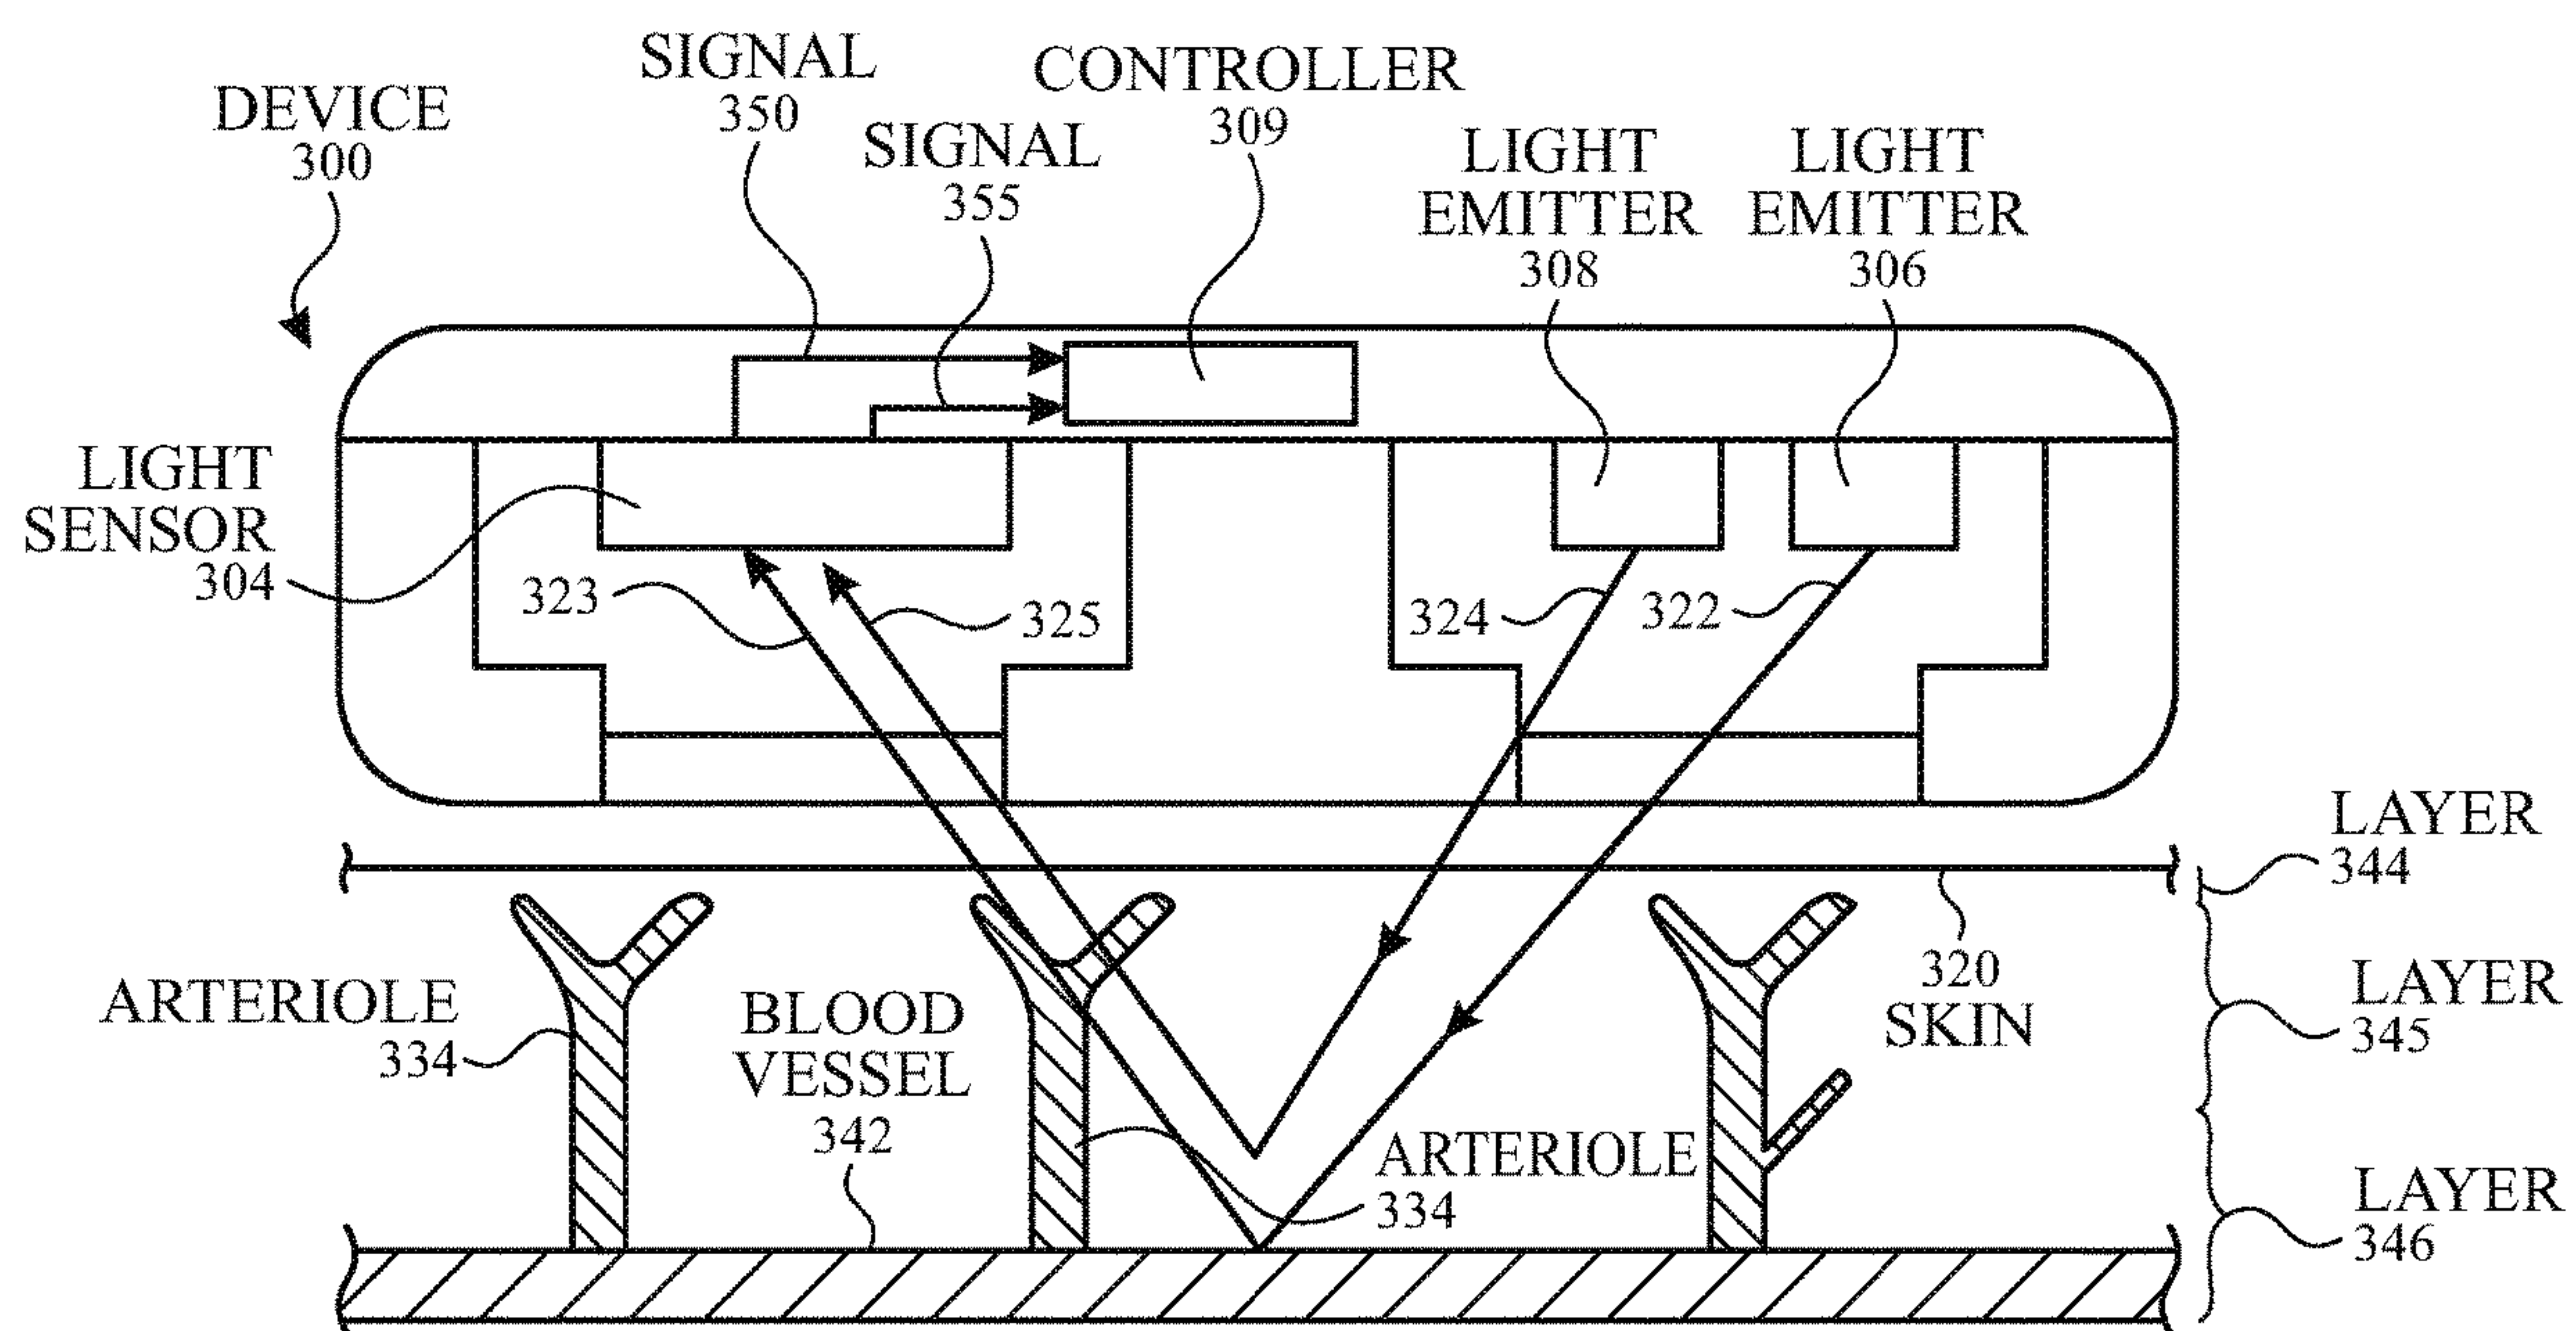 DEVICE
300
SIGNAL
350
SIGNAL
355
CONTROLLER
309
LIGHT
EMITTER
308
LIGHT
EMITTER
306
LIGHT
SENSOR
304
323
325
324
322
LAYER
344
320
SKIN
LAYER
345
LAYER
346
ARTERIOLE
334
BLOOD
VESSEL
342
ARTERIOLE
334